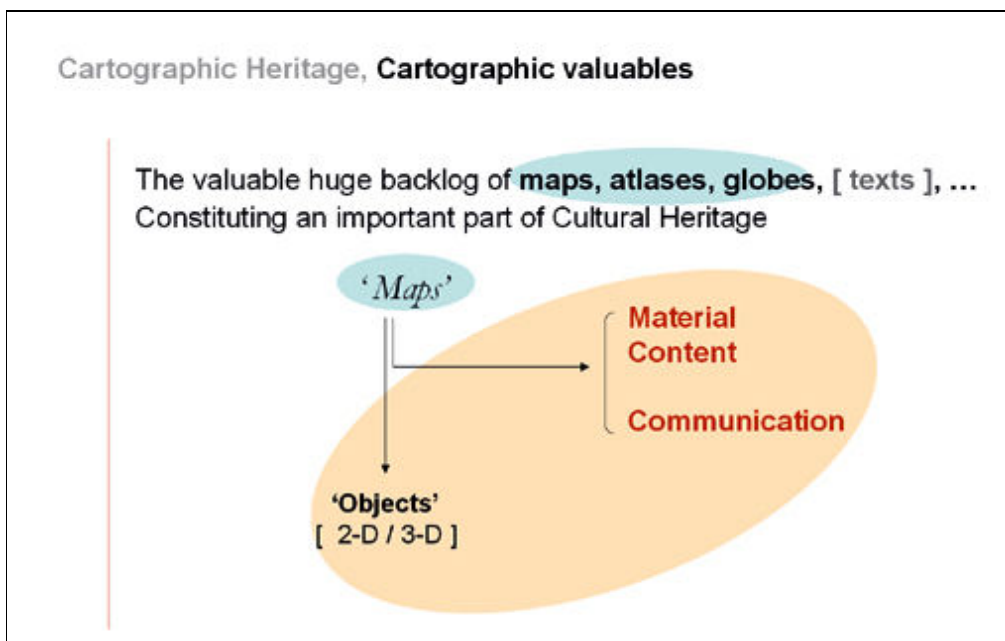 Cartographic Heritage, Cartographic valuables
The valuable huge backlog of maps, atlases, globes, [ texts ], ...
Constituting an important part of Cultural Heritage
‘Maps’
Material
Content
Communication
‘Objects’
[ 2-D / 3-D ]